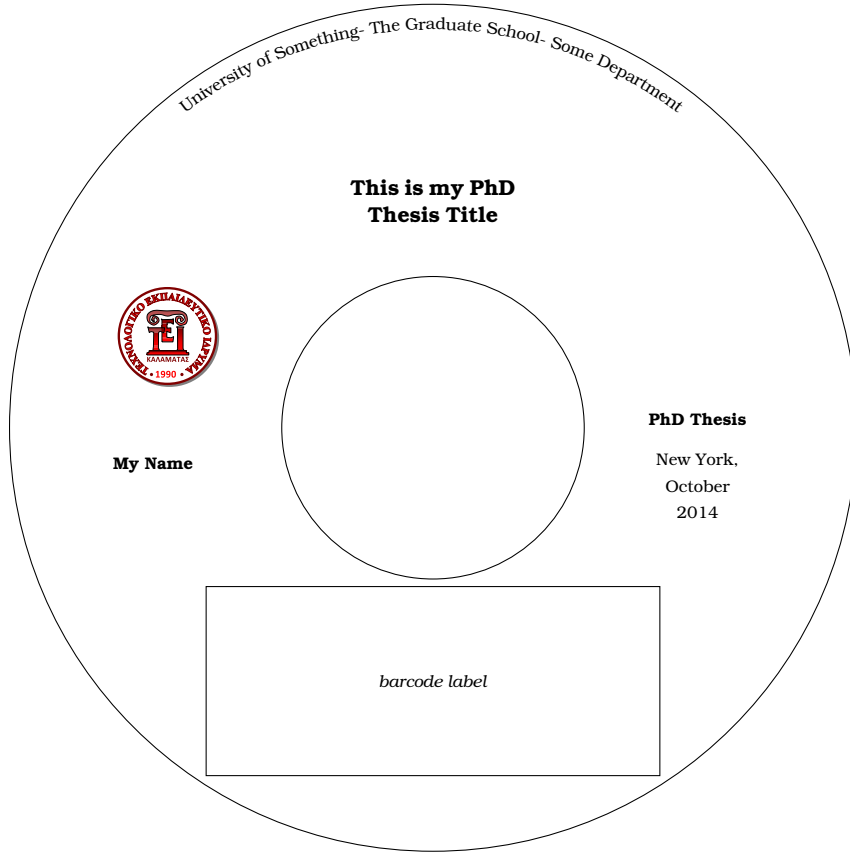 University of Something- The Graduate School- Some Department
This is my PhD
Thesis Title
ΤΕΧΝΟΛΟΓΙΚΟ ΕΚΠΑΙΔΕΥΤΙΚΟ ΙΔΡΥΜΑ
ΤΕΙ
ΚΑΛΑΜΑΤΑΣ
• 1990 •
My Name
PhD Thesis
New York,
October
2014
barcode label